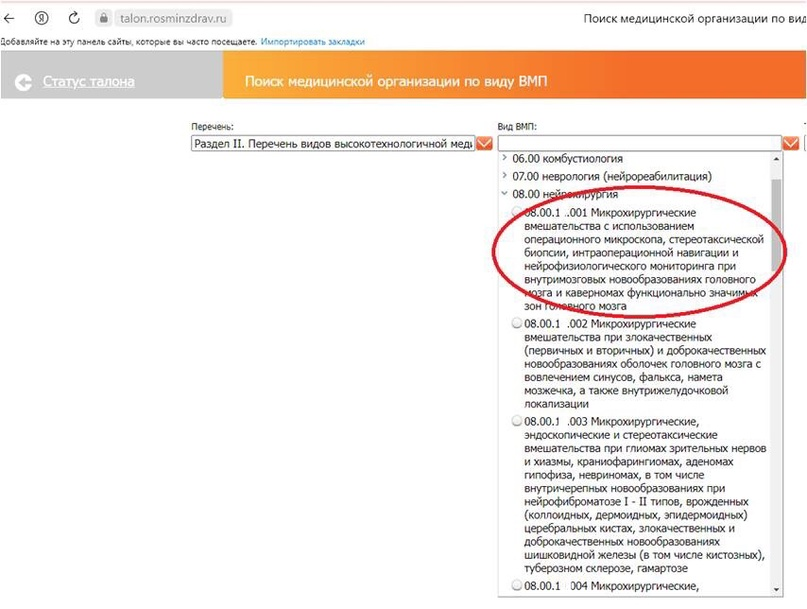 talon.rosminzdrav.ru
Поиск медицинской организации по вид
Добавляйте на эту панель сайты, которые вы часто посещаете. Импортировать закладки
Статус талона
Поиск медицинской организации по виду ВМП
Перечень:
Вид ВМП:
Раздел II. Перечень видов высокотехнологичной меди
06.00 комбустиология
07.00 неврология (нейрореабилитация)
08.00 нейрохирургия
08.00.1 .001 Микрохирургические
вмешательства с использованием
операционного микроскопа, стереотаксической
биопсии, интраоперационной навигации и
нейрофизиологического мониторинга при
внутримозговых новообразованиях головного
мозга и каверномах функционально значимых
зон головного мозга
08.00.1 .002 Микрохирургические
вмешательства при злокачественных
(первичных и вторичных) и доброкачественных
новообразованиях оболочек головного мозга с
вовлечением синусов, фалькса, намета
мозжечка, а также внутрижелудочковой
локализации
08.00.1 .003 Микрохирургические,
эндоскопические и стереотаксические
вмешательства при глиомах зрительных нервов
и хиазмы, краниофарингиомах, аденомах
гипофиза, невриномах, в том числе
внутричерепных новообразованиях при
нейрофиброматозе I - II типов, врожденных
(коллоидных, дермоидных, эпидермоидных)
церебральных кистах, злокачественных и
доброкачественных новообразованиях
шишковидной железы (в том числе кистозных),
туберозном склерозе, гамартозе
08.00.1 .004 Микрохирургические,